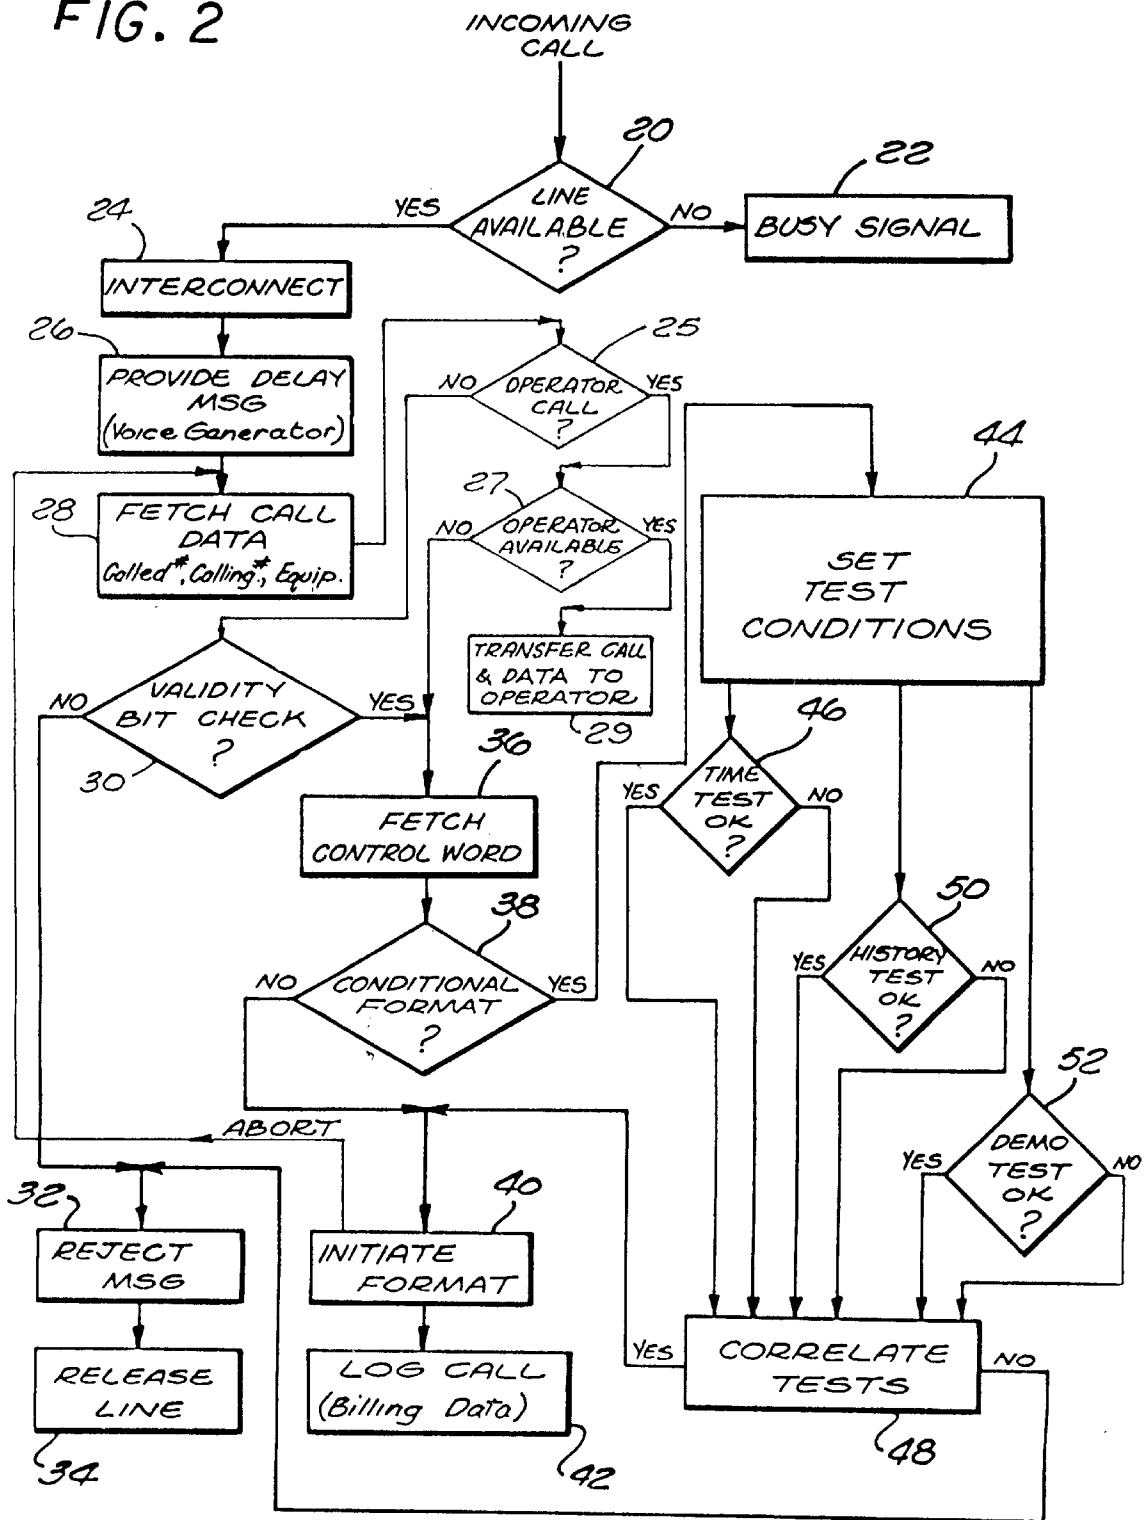 FIG. 2
INCOMING
CALL
20
LINE
AVAILABLE
?
YES
NO
22
BUSY SIGNAL
24
INTERCONNECT
26
PROVIDE DELAY
MSG
(Voice Generator)
28
FETCH CALL
DATA
Called#, Calling#, Equip.
25
OPERATOR
CALL
?
NO
YES
27
OPERATOR
AVAILABLE
?
NO
YES
TRANSFER CALL
& DATA TO
OPERATOR
29
VALIDITY
BIT CHECK
?
NO
YES
30
36
FETCH
CONTROL WORD
38
CONDITIONAL
FORMAT
?
NO
YES
44
SET
TEST
CONDITIONS
46
TIME
TEST
OK
?
YES
NO
50
HISTORY
TEST
OK
?
YES
NO
52
DEMO
TEST
OK
?
YES
NO
ABORT
32
REJECT
MSG
RELEASE
LINE
34
40
INITIATE
FORMAT
LOG CALL
(Billing Data)
42
YES
CORRELATE
TESTS
NO
48